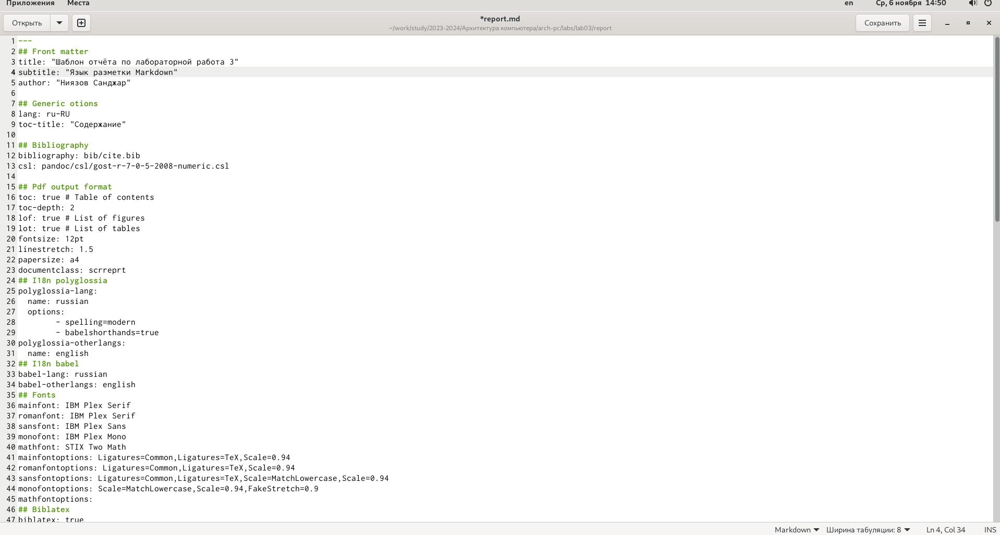 Приложения Места en Ср, 6 ноября 14:50
Открыть *report.md Сохранить
~/work/study/2023-2024/Архитектура компьютера/arch-pc/labs/lab03/report
1 ---
2 ## Front matter
3 title: "Шаблон отчёта по лабораторной работа 3"
4 subtitle: "Язык разметки Markdown"
5 author: "Ниязов Санджар"
6
7 ## Generic otions
8 lang: ru-RU
9 toc-title: "Содержание"
10
11 ## Bibliography
12 bibliography: bib/cite.bib
13 csl: pandoc/csl/gost-r-7-0-5-2008-numeric.csl
14
15 ## Pdf output format
16 toc: true # Table of contents
17 toc-depth: 2
18 lof: true # List of figures
19 lot: true # List of tables
20 fontsize: 12pt
21 linestretch: 1.5
22 papersize: a4
23 documentclass: scrreprt
24 ## I18n polyglossia
25 polyglossia-lang:
26   name: russian
27   options:
28         - spelling=modern
29         - babelshorthands=true
30 polyglossia-otherlangs:
31   name: english
32 ## I18n babel
33 babel-lang: russian
34 babel-otherlangs: english
35 ## Fonts
36 mainfont: IBM Plex Serif
37 romanfont: IBM Plex Serif
38 sansfont: IBM Plex Sans
39 monofont: IBM Plex Mono
40 mathfont: STIX Two Math
41 mainfontoptions: Ligatures=Common,Ligatures=TeX,Scale=0.94
42 romanfontoptions: Ligatures=Common,Ligatures=TeX,Scale=0.94
43 sansfontoptions: Ligatures=Common,Ligatures=TeX,Scale=MatchLowercase,Scale=0.94
44 monofontoptions: Scale=MatchLowercase,Scale=0.94,FakeStretch=0.9
45 mathfontoptions:
46 ## Biblatex
47 biblatex: true
Markdown Ширина табуляции: 8 Ln 4, Col 34 INS